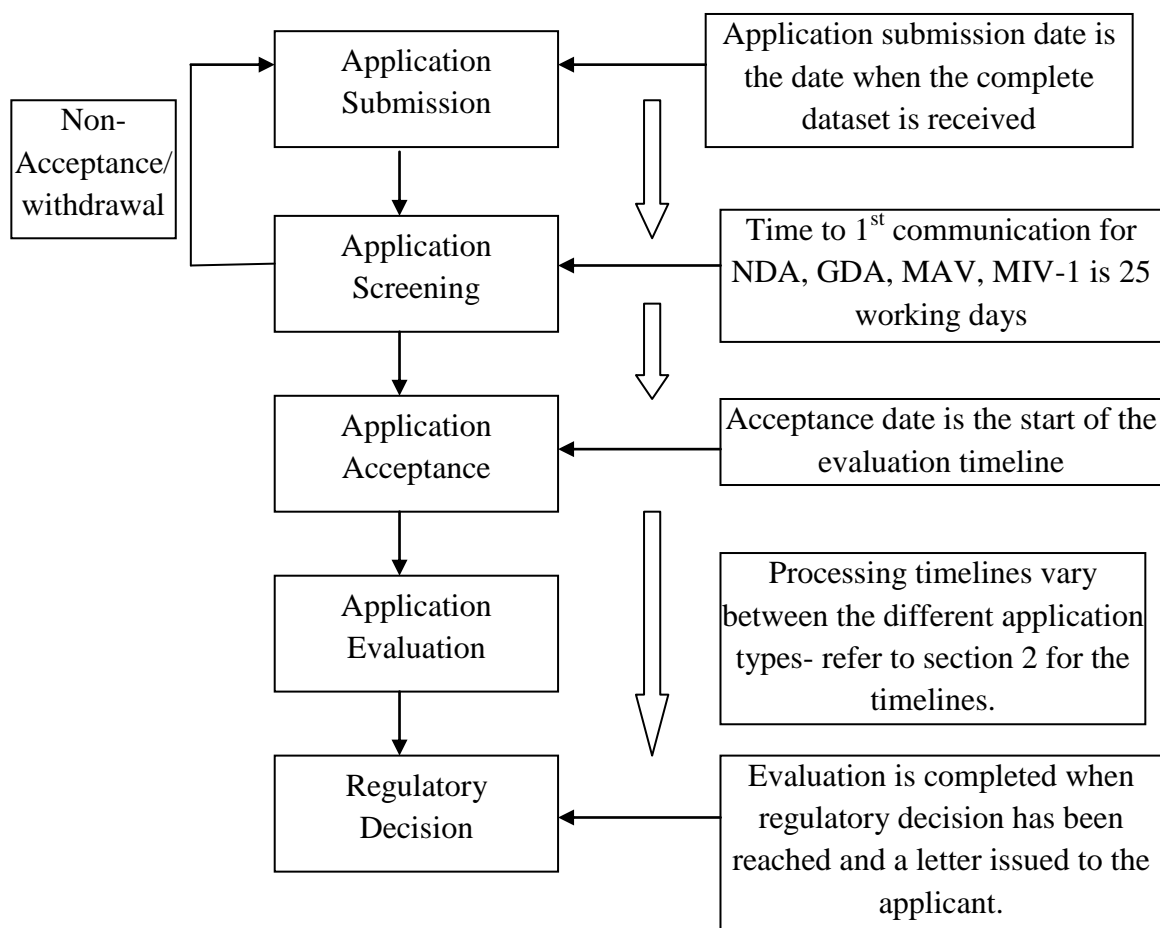 Application
Submission
Application submission date is
the date when the complete
dataset is received
Non-
Acceptance/
withdrawal
Application
Screening
Time to 1st communication for
NDA, GDA, MAV, MIV-1 is 25
working days
Application
Acceptance
Acceptance date is the start of the
evaluation timeline
Application
Evaluation
Processing timelines vary
between the different application
types- refer to section 2 for the
timelines.
Regulatory
Decision
Evaluation is completed when
regulatory decision has been
reached and a letter issued to the
applicant.